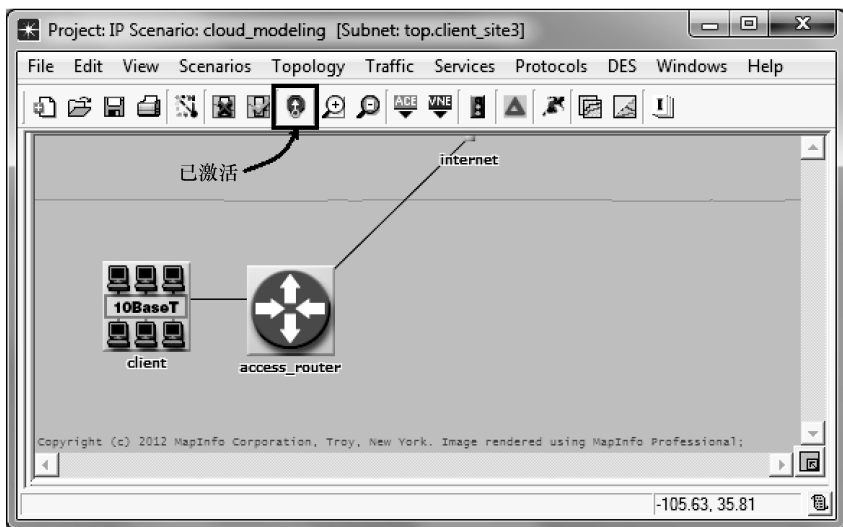 Project: IP Scenario: cloud_modeling [Subnet: top.client_site3]
File Edit View Scenarios Topology Traffic Services Protocols DES Windows Help
ACE VNE
已激活
internet
10BaseT
client
access_router
Copyright (c) 2012 MapInfo Corporation, Troy, New York. Image rendered using MapInfo Professional;
-105.63, 35.81